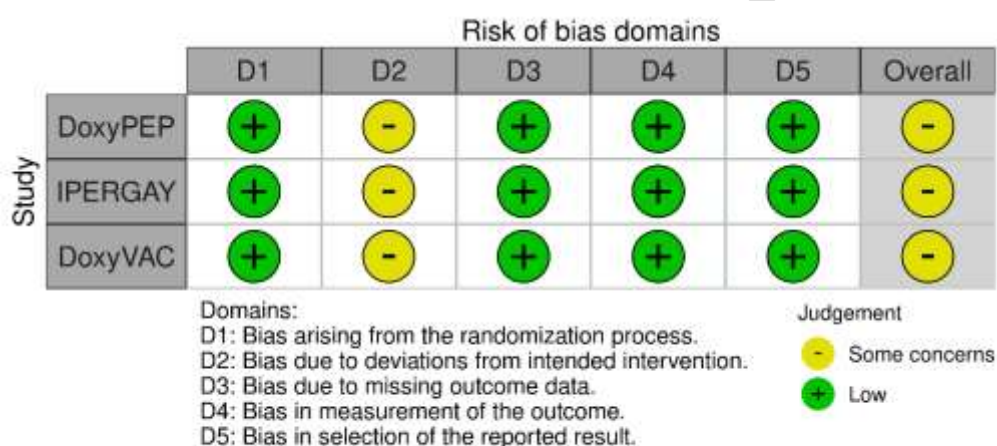 Risk of bias domains
D1 D2 D3 D4 D5 Overall
Study
DoxyPEP + - + + + -
IPERGAY + - + + + -
DoxyVAC + - + + + -
Domains:
D1: Bias arising from the randomization process.
D2: Bias due to deviations from intended intervention.
D3: Bias due to missing outcome data.
D4: Bias in measurement of the outcome.
D5: Bias in selection of the reported result.
Judgement
- Some concerns
+ Low